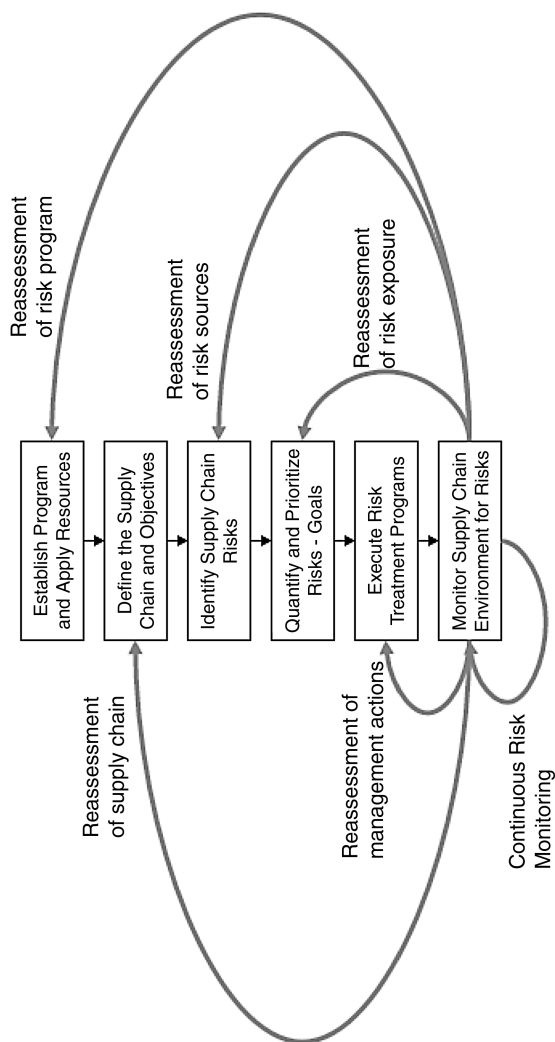 Establish Program
and Apply Resources
Define the Supply
Chain and Objectives
Identify Supply Chain
Risks
Quantify and Prioritize
Risks - Goals
Execute Risk
Treatment Programs
Monitor Supply Chain
Environment for Risks
Reassessment
of risk program
Reassessment
of risk sources
Reassessment
of risk exposure
Reassessment
of supply chain
Reassessment of
management actions
Continuous Risk
Monitoring